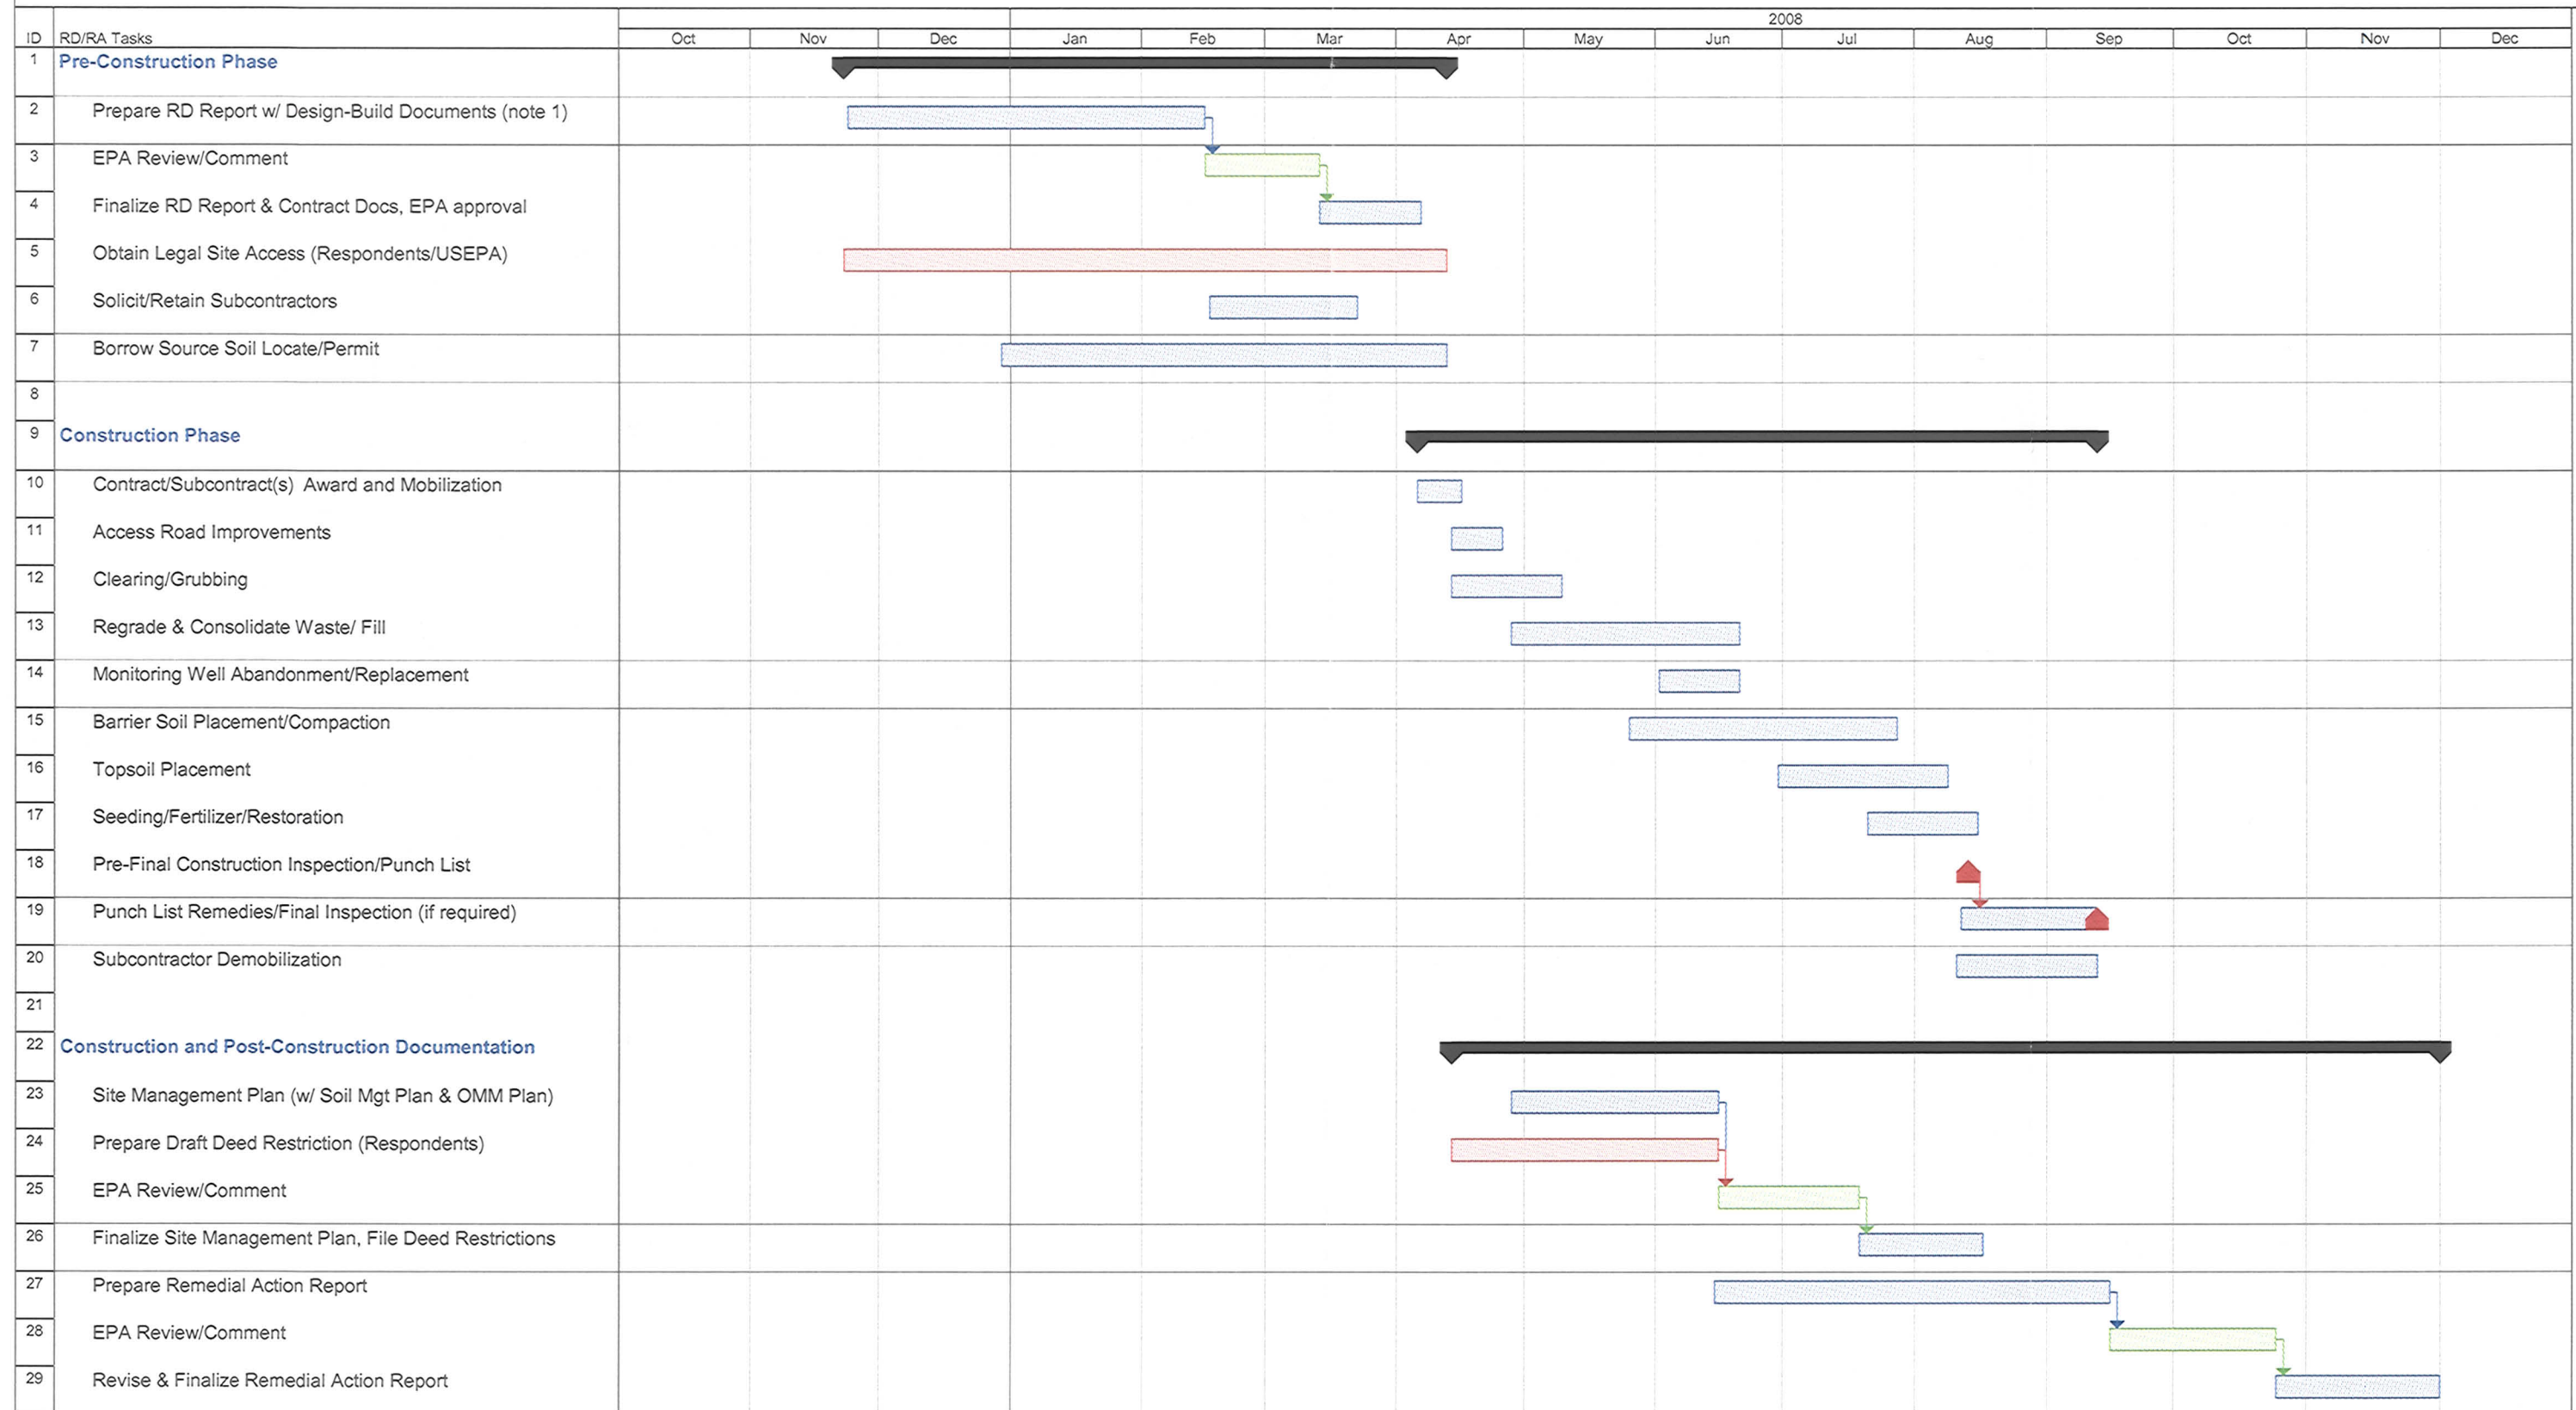 2008
ID RD/RA Tasks Oct Nov Dec Jan Feb Mar Apr May Jun Jul Aug Sep Oct Nov Dec
1 Pre-Construction Phase
2 Prepare RD Report w/ Design-Build Documents (note 1)
3 EPA Review/Comment
4 Finalize RD Report & Contract Docs, EPA approval
5 Obtain Legal Site Access (Respondents/USEPA)
6 Solicit/Retain Subcontractors
7 Borrow Source Soil Locate/Permit
8
9 Construction Phase
10 Contract/Subcontract(s) Award and Mobilization
11 Access Road Improvements
12 Clearing/Grubbing
13 Regrade & Consolidate Waste/ Fill
14 Monitoring Well Abandonment/Replacement
15 Barrier Soil Placement/Compaction
16 Topsoil Placement
17 Seeding/Fertilizer/Restoration
18 Pre-Final Construction Inspection/Punch List
19 Punch List Remedies/Final Inspection (if required)
20 Subcontractor Demobilization
21
22 Construction and Post-Construction Documentation
23 Site Management Plan (w/ Soil Mgt Plan & OMM Plan)
24 Prepare Draft Deed Restriction (Respondents)
25 EPA Review/Comment
26 Finalize Site Management Plan, File Deed Restrictions
27 Prepare Remedial Action Report
28 EPA Review/Comment
29 Revise & Finalize Remedial Action Report